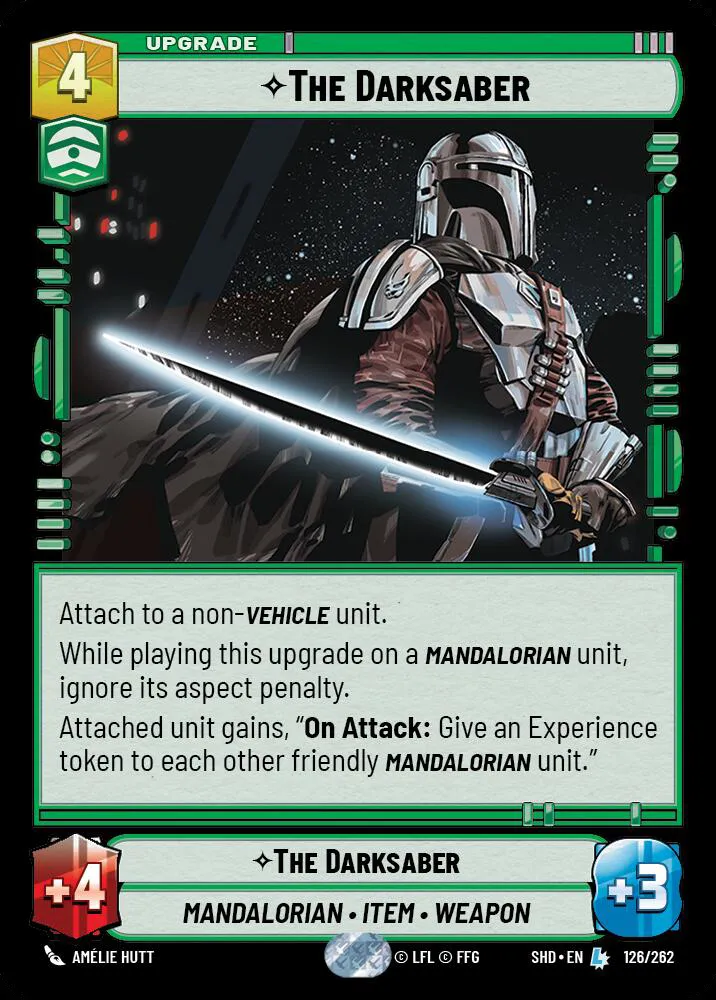 UPGRADE
4
✧THE DARKSABER
Attach to a non-VEHICLE unit.
While playing this upgrade on a MANDALORIAN unit,
ignore its aspect penalty.
Attached unit gains, “On Attack: Give an Experience
token to each other friendly MANDALORIAN unit.”
+4
✧THE DARKSABER
+3
MANDALORIAN • ITEM • WEAPON
AMÉLIE HUTT
© LFL © FFG
SHD • EN L 126/262